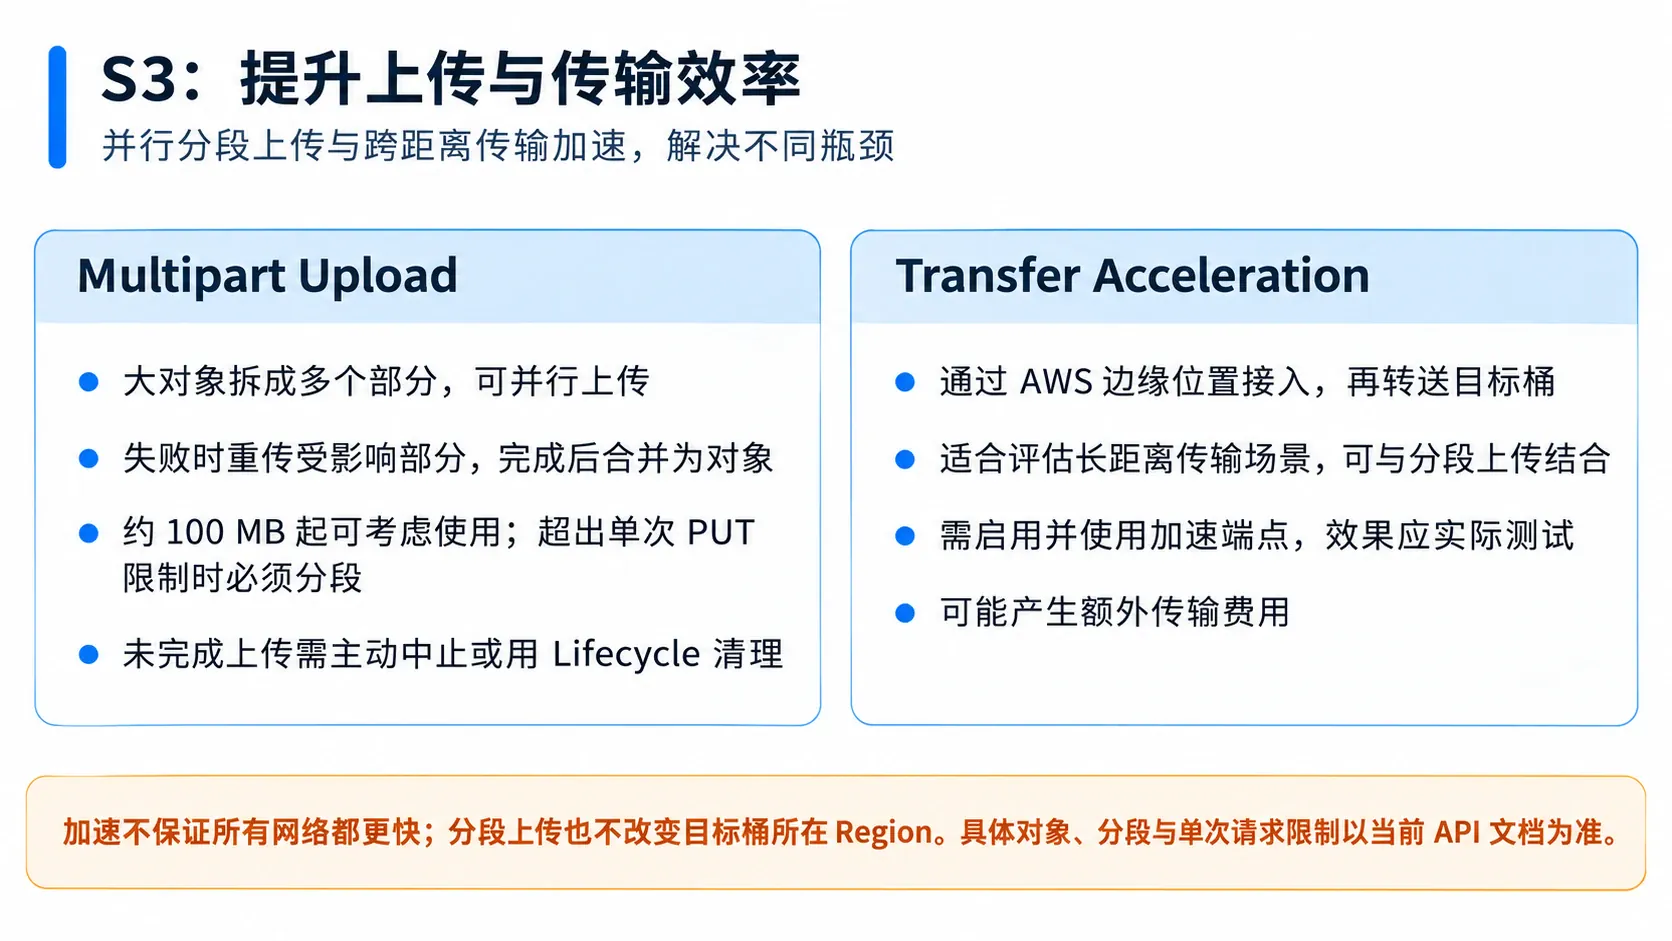 S3：提升上传与传输效率
并行分段上传与跨距离传输加速，解决不同瓶颈
Multipart Upload
大对象拆成多个部分，可并行上传
失败时重传受影响部分，完成后合并为对象
约 100 MB 起可考虑使用；超出单次 PUT
限制时必须分段
未完成上传需主动中止或用 Lifecycle 清理
Transfer Acceleration
通过 AWS 边缘位置接入，再转送目标桶
适合评估长距离传输场景，可与分段上传结合
需启用并使用加速端点，效果应实际测试
可能产生额外传输费用
加速不保证所有网络都更快；分段上传也不改变目标桶所在 Region。具体对象、分段与单次请求限制以当前 API 文档为准。